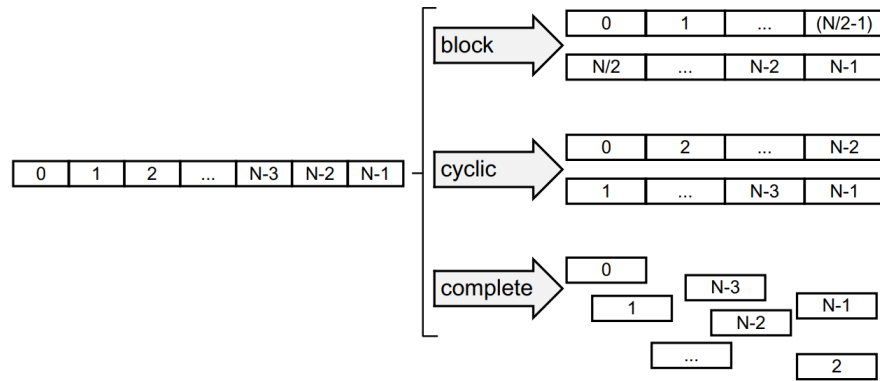 0 1 2 ... N-3 N-2 N-1
block
0 1 ... (N/2-1)
N/2 ... N-2 N-1
cyclic
0 2 ... N-2
1 ... N-3 N-1
complete
0
N-3
1
N-1
N-2
...
2